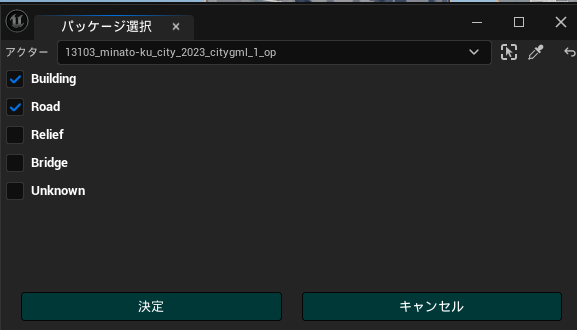 パッケージ選択
アクター 13103_minato-ku_city_2023_citygml_1_op
Building
Road
Relief
Bridge
Unknown
決定 キャンセル